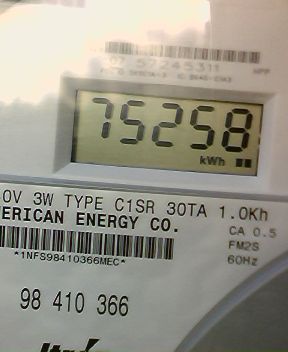 57245311
75258
kWh
0V 3W TYPE C1SR 30TA 1.0Kh
ERICAN ENERGY CO.
CA 0.5
FM2S
*1NFS98410366MEC*
60Hz
98 410 366